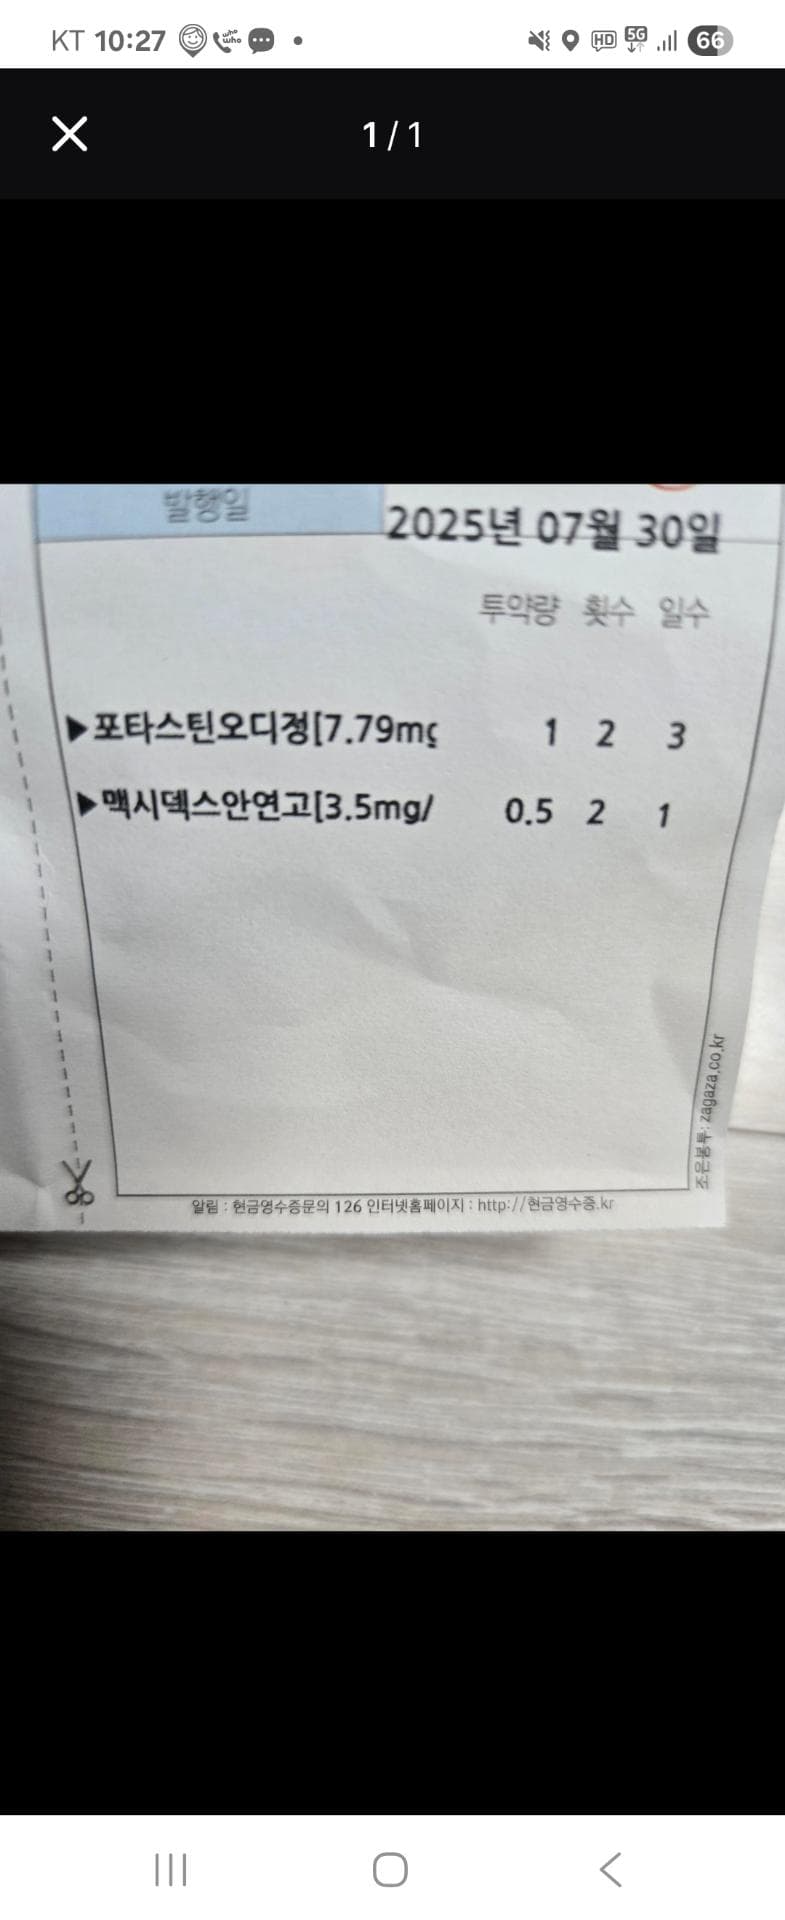 KT 10:27
HD 5G 66
1 / 1
발행일
2025년 07월 30일
투약량 횟수 일수
▶포타스틴오디정[7.79mg 1 2 3
▶맥시덱스안연고[3.5mg/ 0.5 2 1
조은봉투: zagaza.co.kr
알림 : 현금영수증문의 126 인터넷홈페이지 : http://현금영수증.kr